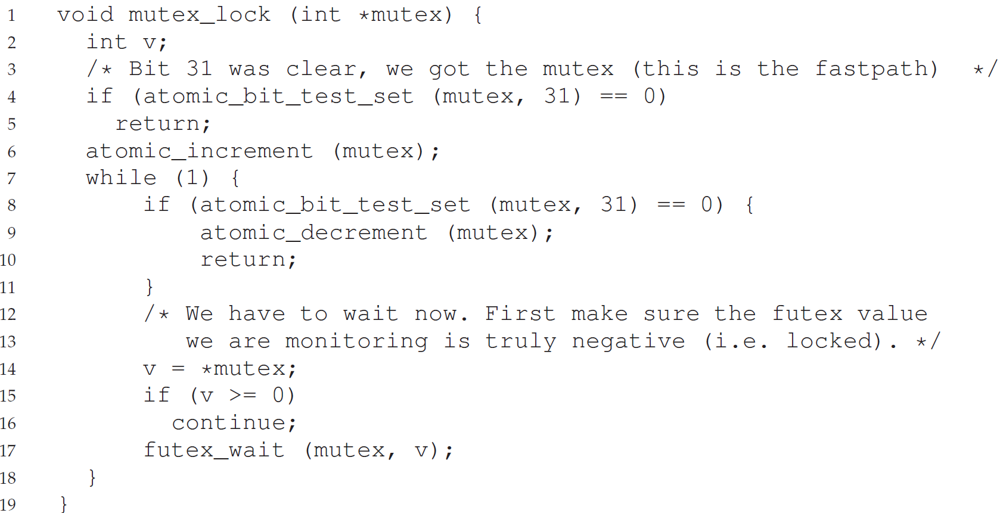 1 void mutex_lock (int *mutex) {
2 int v;
3 /* Bit 31 was clear, we got the mutex (this is the fastpath) */
4 if (atomic_bit_test_set (mutex, 31) == 0)
5 return;
6 atomic_increment (mutex);
7 while (1) {
8 if (atomic_bit_test_set (mutex, 31) == 0) {
9 atomic_decrement (mutex);
10 return;
11 }
12 /* We have to wait now. First make sure the futex value
13 we are monitoring is truly negative (i.e. locked). */
14 v = *mutex;
15 if (v >= 0)
16 continue;
17 futex_wait (mutex, v);
18 }
19 }